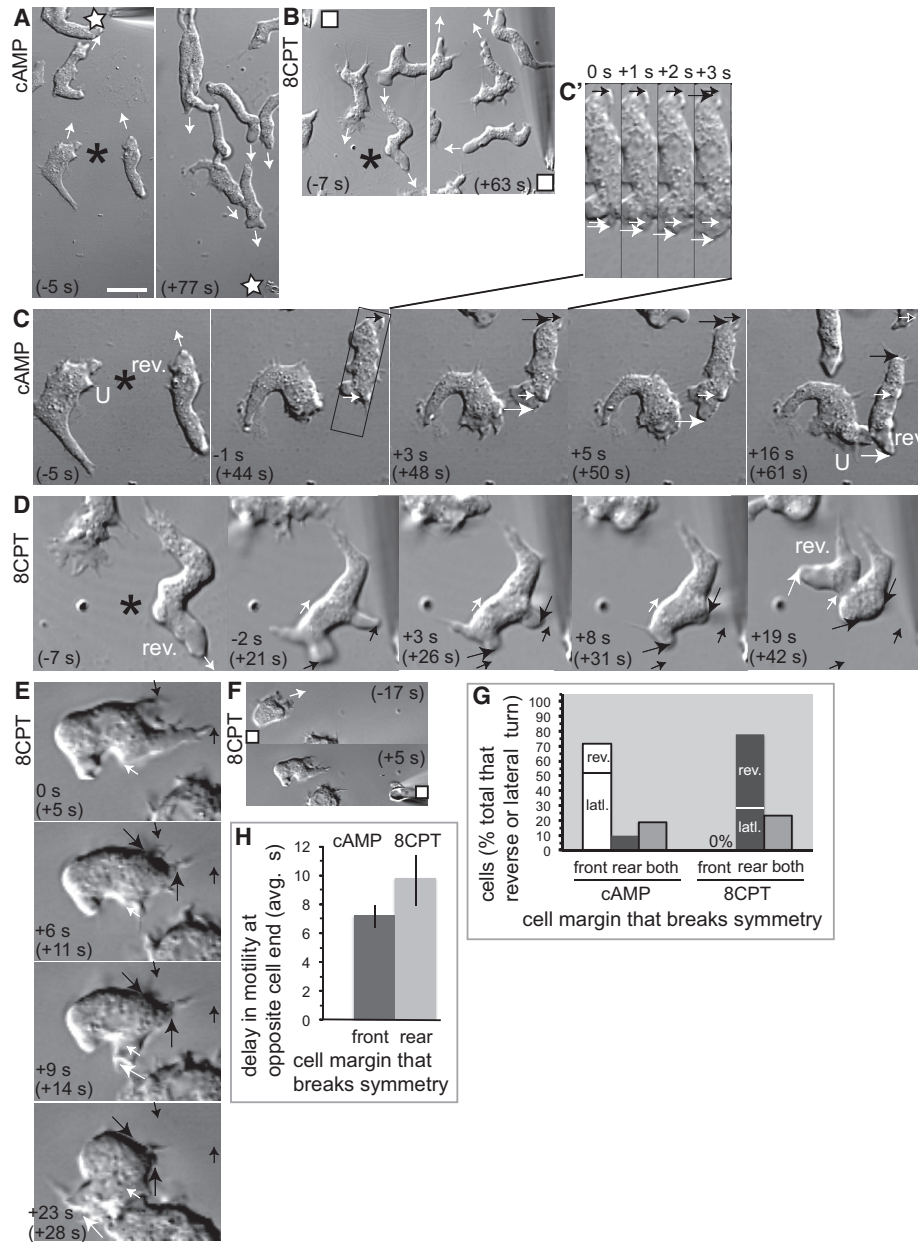 A
cAMP
(-5 s)
(+77 s)
B
8CPT
(-7 s)
(+63 s)
C'
0 s +1 s +2 s +3 s
C
cAMP
U
rev.
(-5 s)
-1 s
(+44 s)
+3 s
(+48 s)
+5 s
(+50 s)
+16 s
(+61 s)
U
rev
D
8CPT
rev.
(-7 s)
-2 s
(+21 s)
+3 s
(+26 s)
+8 s
(+31 s)
rev.
+19 s
(+42 s)
E
8CPT
0 s
(+5 s)
+6 s
(+11 s)
+9 s
(+14 s)
+23 s
(+28 s)
F
8CPT
(-17 s)
(+5 s)
G
cells (% total that
reverse or lateral turn)
100
90
80
70
60
50
40
30
20
10
0
rev.
latl.
0%
rev.
latl.
front rear both
front rear both
cAMP
8CPT
cell margin that breaks symmetry
H
delay in motility at
opposite cell end (avg. s)
12
10
8
6
4
2
0
cAMP 8CPT
front rear
cell margin that
breaks symmetry